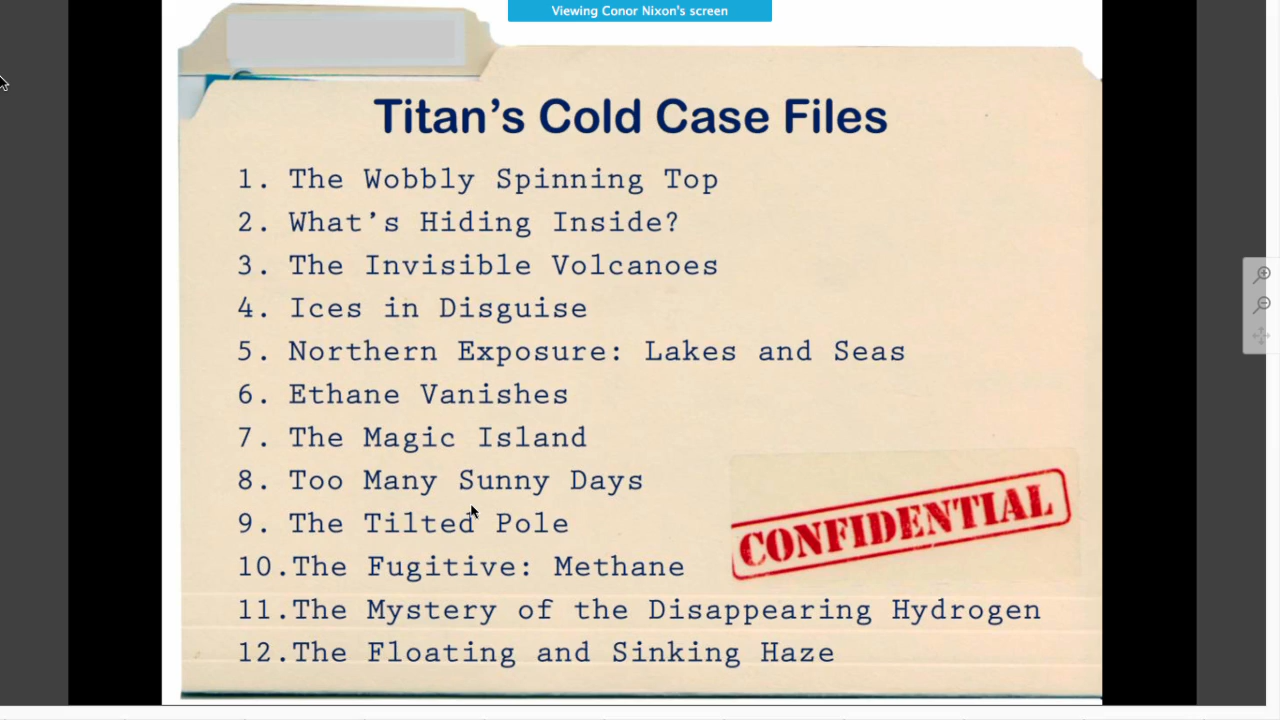 Viewing Conor Nixon's screen
Titan’s Cold Case Files
1. The Wobbly Spinning Top
2. What’s Hiding Inside?
3. The Invisible Volcanoes
4. Ices in Disguise
5. Northern Exposure: Lakes and Seas
6. Ethane Vanishes
7. The Magic Island
8. Too Many Sunny Days
9. The Tilted Pole
10.The Fugitive: Methane
11.The Mystery of the Disappearing Hydrogen
12.The Floating and Sinking Haze
CONFIDENTIAL